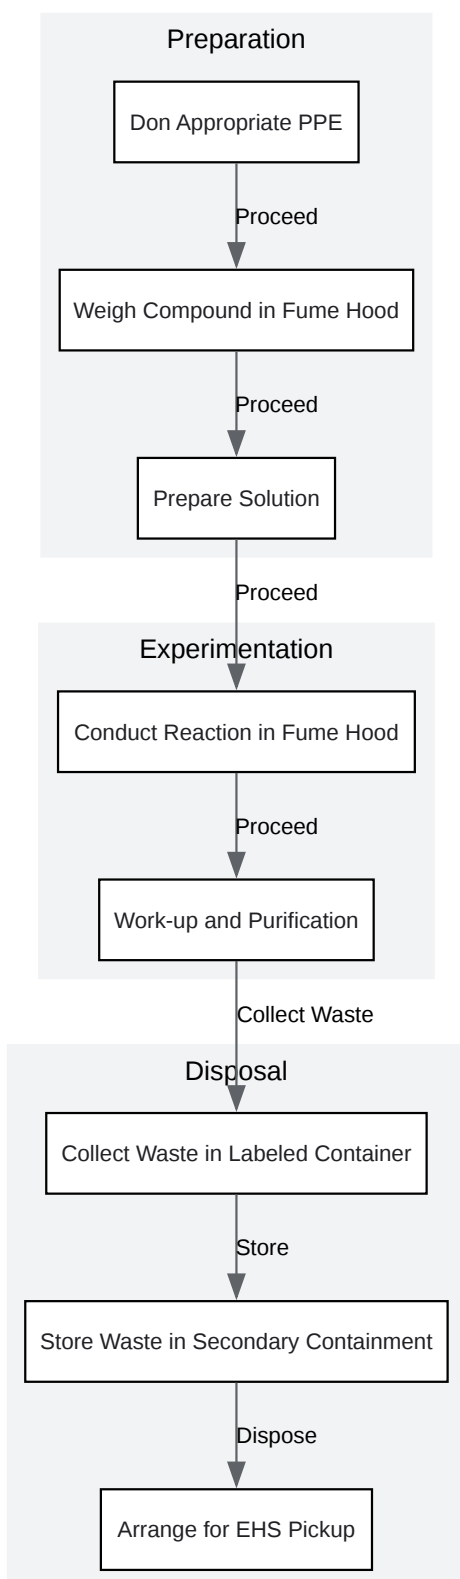 Preparation
Don Appropriate PPE
Proceed
Weigh Compound in Fume Hood
Proceed
Prepare Solution
Proceed
Experimentation
Conduct Reaction in Fume Hood
Proceed
Work-up and Purification
Collect Waste
Disposal
Collect Waste in Labeled Container
Store
Store Waste in Secondary Containment
Dispose
Arrange for EHS Pickup